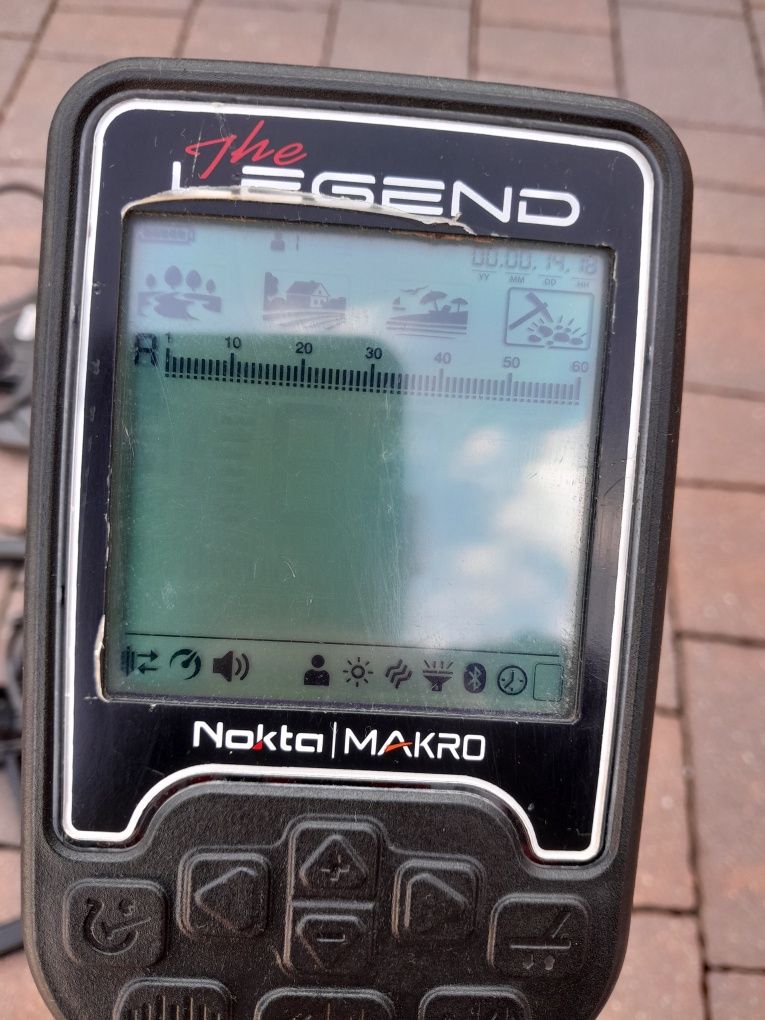 The
LEGEND
00.00.14.18
YY MM DD HH
A 1 10 20 30 40 50 60
Nokta | MAKRO
+
-